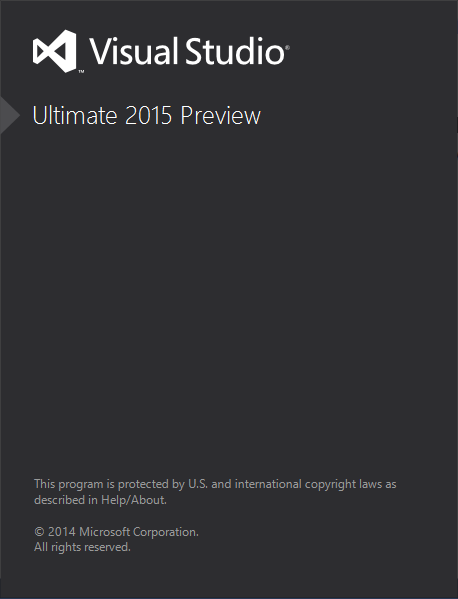 Visual Studio®
™
Ultimate 2015 Preview
This program is protected by U.S. and international copyright laws as
described in Help/About.
© 2014 Microsoft Corporation.
All rights reserved.